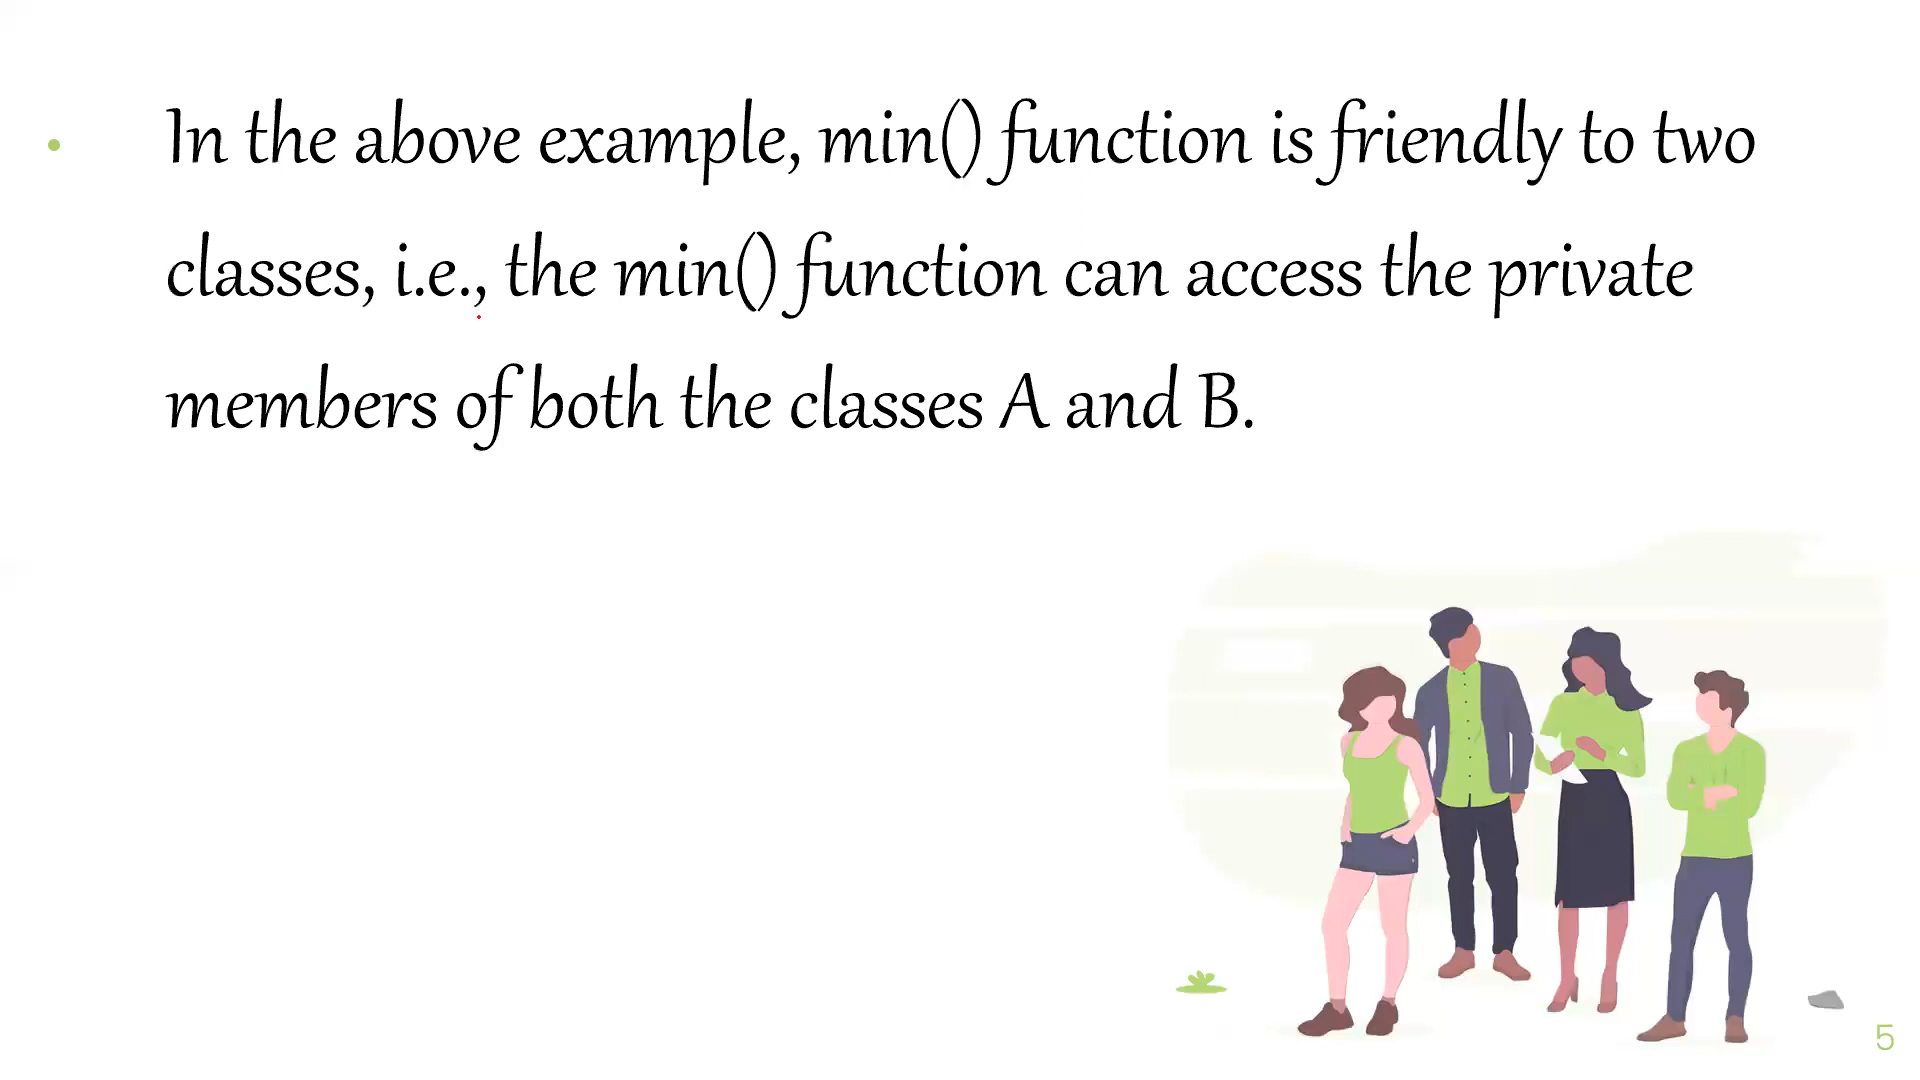 • In the above example, min() function is friendly to two
classes, i.e., the min() function can access the private
members of both the classes A and B.
5